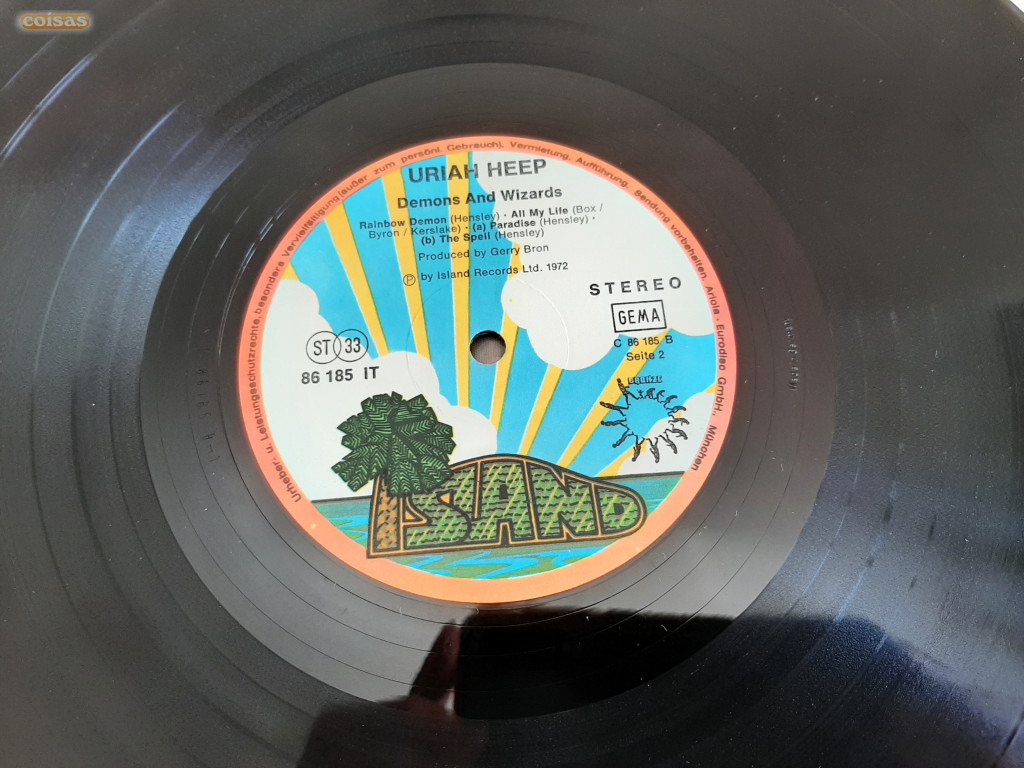 coisas
Urheber- u. Leistungsschutzrechte, besonders Vervielfältigung (außer zum persönl. Gebrauch), Vermietung, Aufführung, Sendung vorbehalten. Ariola - Eurodisc GmbH., München
URIAH HEEP
Demons And Wizards
Rainbow Demon (Hensley) · All My Life (Box /
Byron / Kerslake) · (a) Paradise (Hensley) ·
(b) The Spell (Hensley)
Produced by Gerry Bron
℗ by Island Records Ltd. 1972
STEREO
GEMA
C 86 185 B
Seite 2
ST 33
86 185 IT
BRONZE
ISLAND